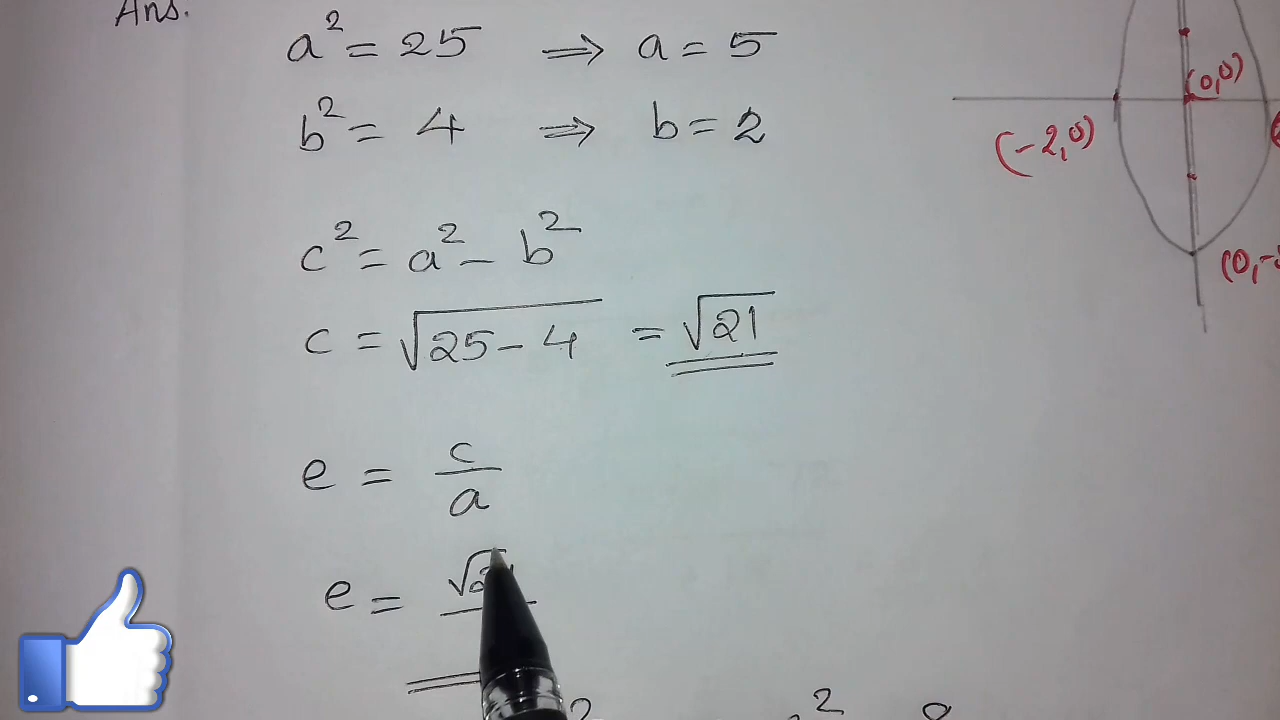 Ans.
a² = 25 ⇒ a = 5
b² = 4 ⇒ b = 2
c² = a² - b²
c = √25-4 = √21
e = c/a
e =
(0,0)
(-2,0)